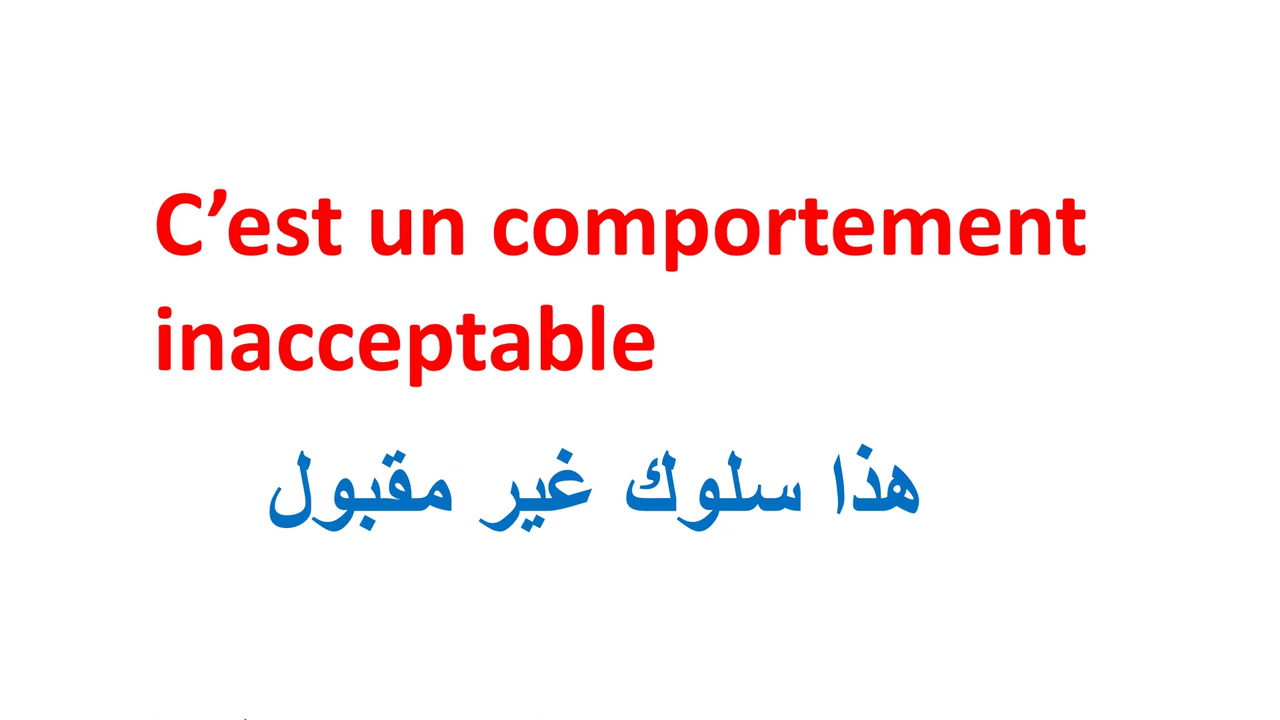 C’est un comportement
inacceptable
هذا سلوك غير مقبول